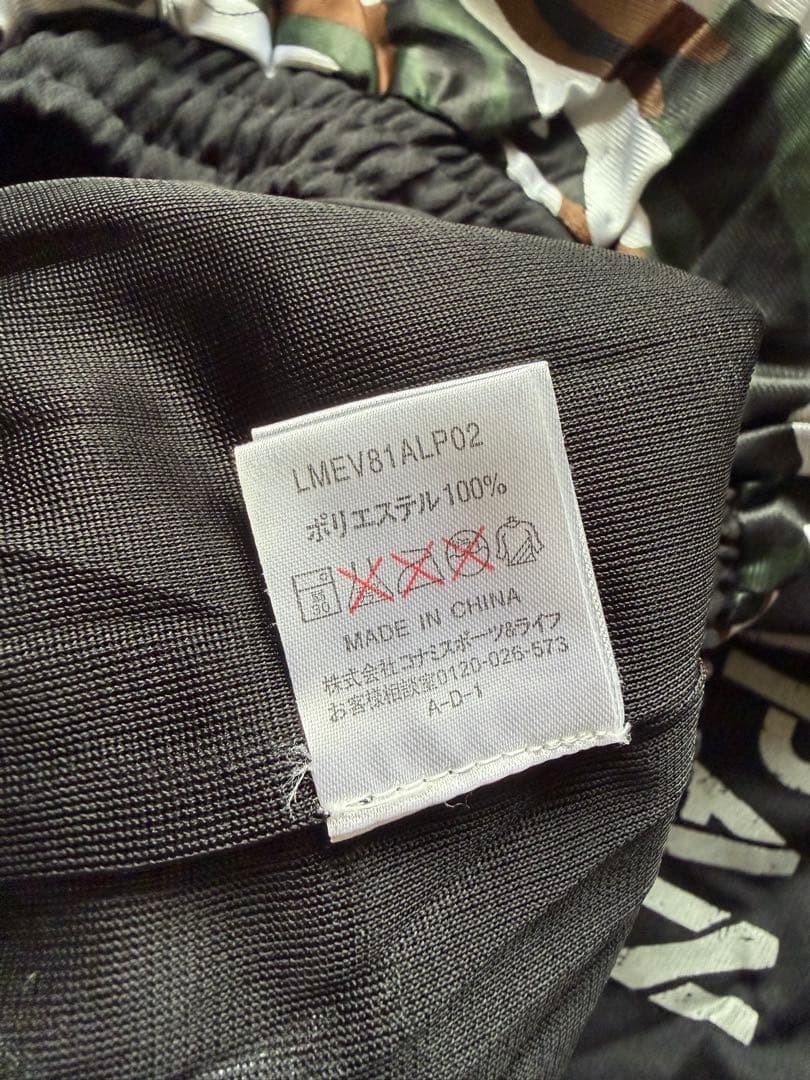 LMEV81ALP02
ポリエステル100%
MADE IN CHINA
株式会社コナミスポーツ&ライフ
お客様相談室0120-026-573
A-D-1